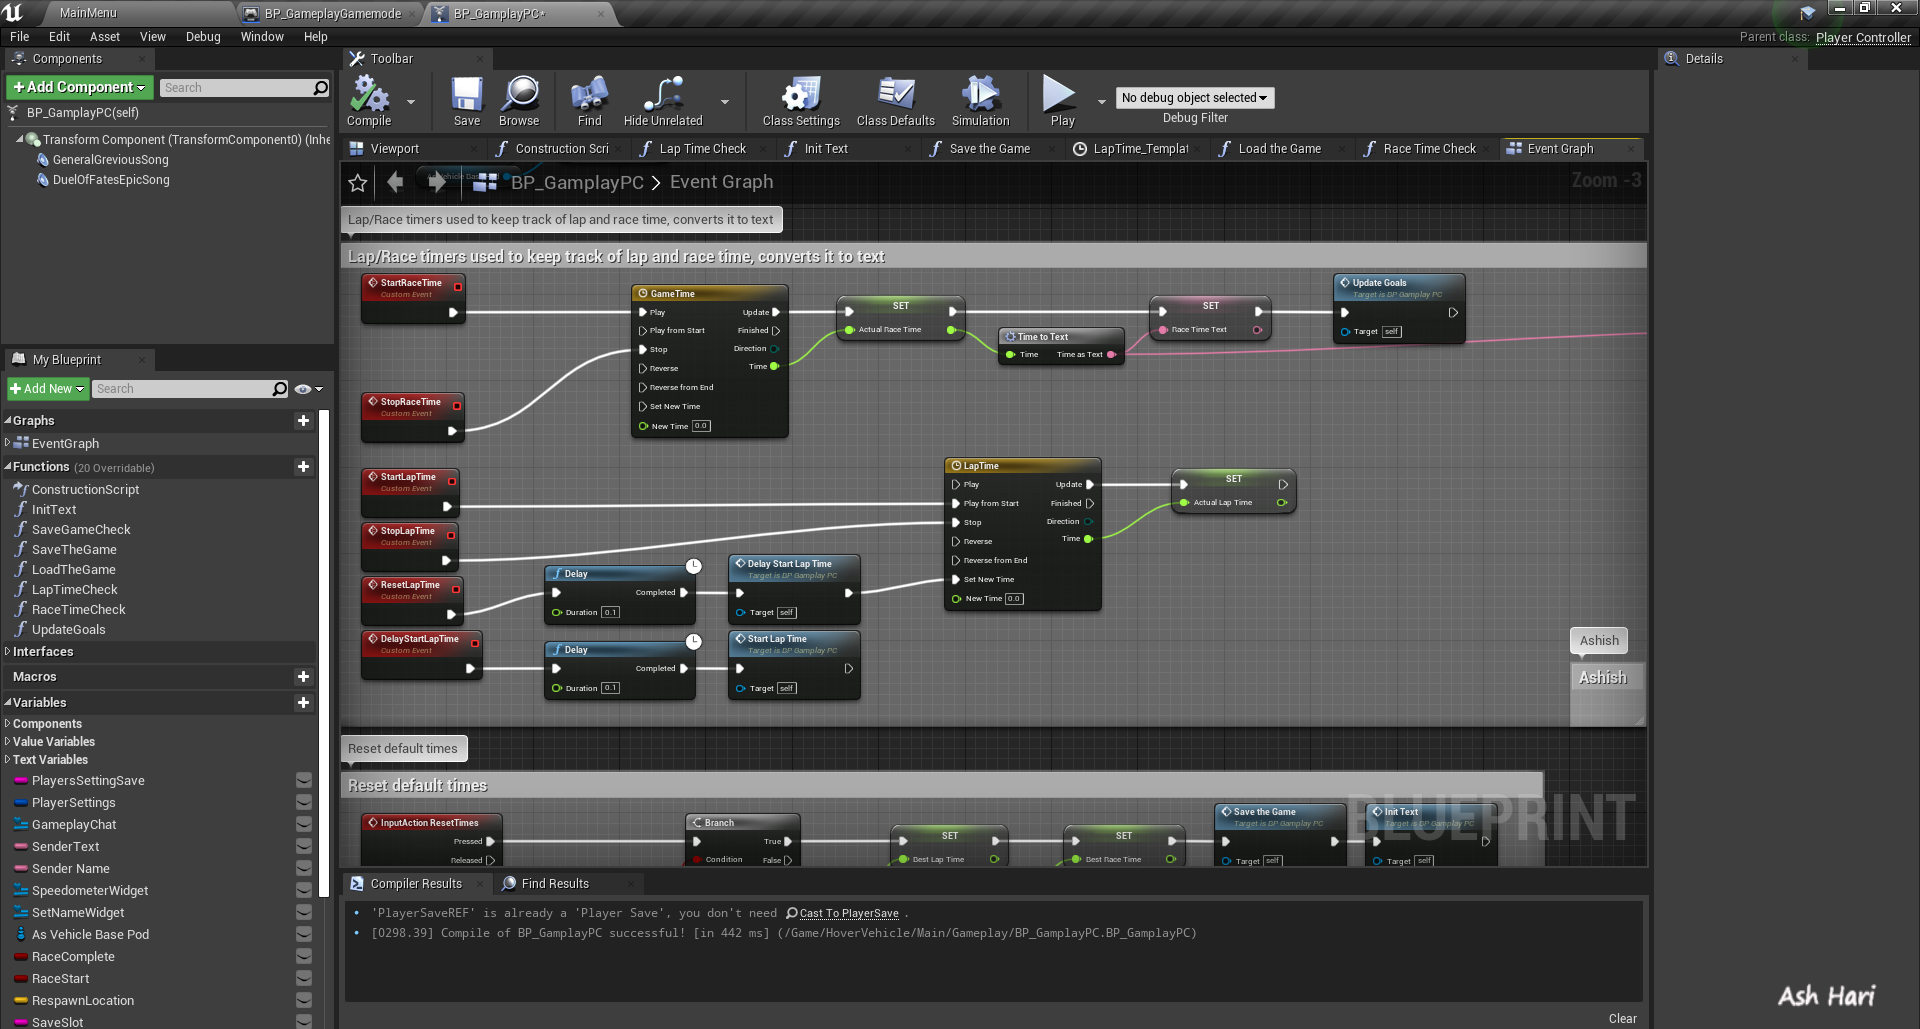 MainMenu
BP_GameplayGamemode
BP_GamplayPC*
File Edit Asset View Debug Window Help
Parent class: Player Controller
Components
Toolbar
Details
+Add Component
Search
BP_GamplayPC(self)
Transform Component (TransformComponent0) (Inhe
GeneralGreviousSong
DuelOfFatesEpicSong
Compile
Save
Browse
Find
Hide Unrelated
Class Settings
Class Defaults
Simulation
Play
No debug object selected
Debug Filter
Viewport
Construction Scri
Lap Time Check
Init Text
Save the Game
LapTime_Templat
Load the Game
Race Time Check
Event Graph
BP_GamplayPC > Event Graph
Zoom -3
Lap/Race timers used to keep track of lap and race time, converts it to text
Lap/Race timers used to keep track of lap and race time, converts it to text
StartRaceTime
Custom Event
StopRaceTime
Custom Event
GameTime
Play Update
Play from Start Finished
Stop Direction
Reverse Time
Reverse from End
Set New Time
New Time 0.0
SET
Actual Race Time
Time to Text
Time Time as Text
SET
Race Time Text
Update Goals
Target is BP Gamplay PC
Target self
StartLapTime
Custom Event
StopLapTime
Custom Event
ResetLapTime
Custom Event
DelayStartLapTime
Custom Event
Delay
Completed
Duration 0.1
Delay Start Lap Time
Target is BP Gamplay PC
Target self
Delay
Completed
Duration 0.1
Start Lap Time
Target is BP Gamplay PC
Target self
LapTime
Play Update
Play from Start Finished
Stop Direction
Reverse Time
Reverse from End
Set New Time
New Time 0.0
SET
Actual Lap Time
Ashish
Ashish
Reset default times
Reset default times
InputAction ResetTimes
Pressed
Released
Branch
True
Condition False
SET
Best Lap Time
SET
Best Race Time
Save the Game
Target is BP Gamplay PC
Target self
Init Text
Target is BP Gamplay PC
Target self
BLUEPRINT
My Blueprint
+Add New
Search
Graphs
EventGraph
Functions (20 Overridable)
ConstructionScript
InitText
SaveGameCheck
SaveTheGame
LoadTheGame
LapTimeCheck
RaceTimeCheck
UpdateGoals
Interfaces
Macros
Variables
Components
Value Variables
Text Variables
PlayersSettingSave
PlayerSettings
GameplayChat
SenderText
Sender Name
SpeedometerWidget
SetNameWidget
As Vehicle Base Pod
RaceComplete
RaceStart
RespawnLocation
SaveSlot
Compiler Results
Find Results
'PlayerSaveREF' is already a 'Player Save', you don't need Cast To PlayerSave .
[0298.39] Compile of BP_GamplayPC successful! [in 442 ms] (/Game/HoverVehicle/Main/Gameplay/BP_GamplayPC.BP_GamplayPC)
Clear
Ash Hari